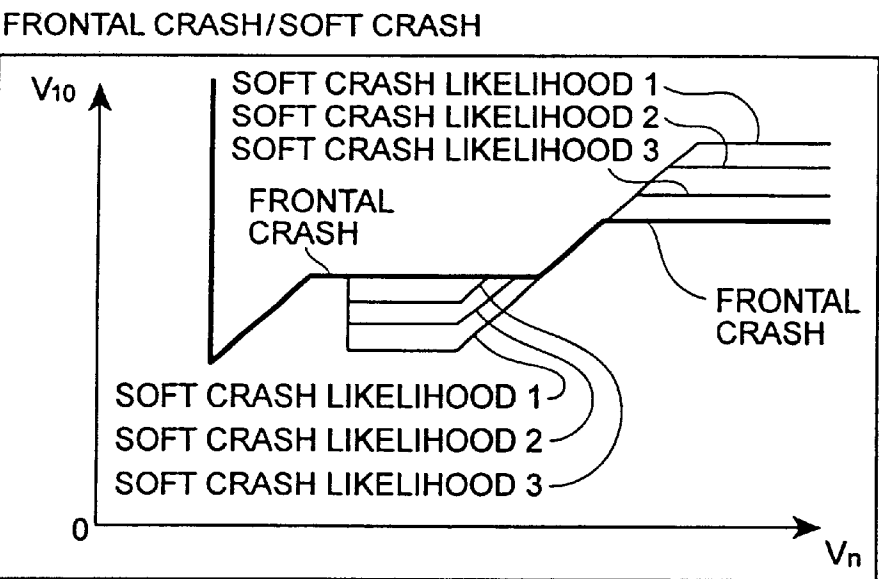 FRONTAL CRASH/SOFT CRASH
V10
SOFT CRASH LIKELIHOOD 1
SOFT CRASH LIKELIHOOD 2
SOFT CRASH LIKELIHOOD 3
FRONTAL
CRASH
FRONTAL
CRASH
SOFT CRASH LIKELIHOOD 1
SOFT CRASH LIKELIHOOD 2
SOFT CRASH LIKELIHOOD 3
0
Vn